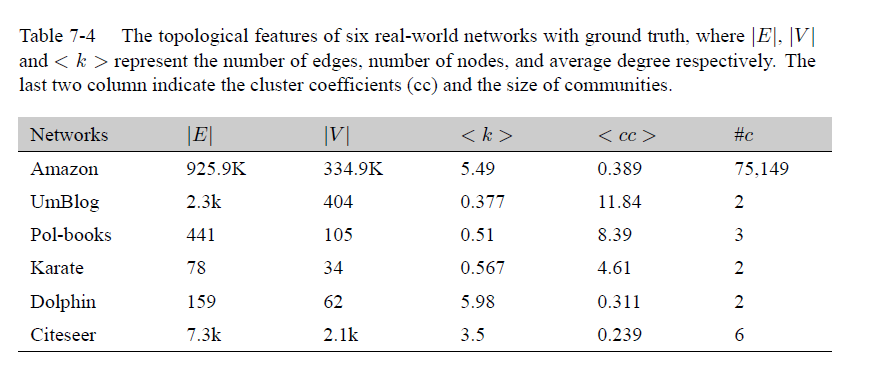 Table 7-4 The topological features of six real-world networks with ground truth, where |E|, |V|
and < k > represent the number of edges, number of nodes, and average degree respectively. The
last two column indicate the cluster coefficients (cc) and the size of communities.
Networks |E| |V| < k > < cc > #c
Amazon 925.9K 334.9K 5.49 0.389 75,149
UmBlog 2.3k 404 0.377 11.84 2
Pol-books 441 105 0.51 8.39 3
Karate 78 34 0.567 4.61 2
Dolphin 159 62 5.98 0.311 2
Citeseer 7.3k 2.1k 3.5 0.239 6